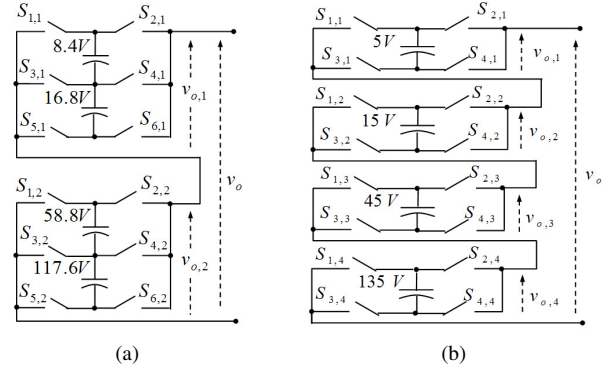 S1,1
S2,1
8.4V
S3,1
S4,1
16.8V
S5,1
S6,1
vo,1
vo
S1,2
S2,2
58.8V
S3,2
S4,2
117.6V
S5,2
S6,2
vo,2
(a)
S1,1
S2,1
5V
S3,1
S4,1
vo,1
S1,2
S2,2
15 V
S3,2
S4,2
vo,2
vo
S1,3
S2,3
45 V
S3,3
S4,3
vo,3
S1,4
S2,4
135 V
S3,4
S4,4
vo,4
(b)